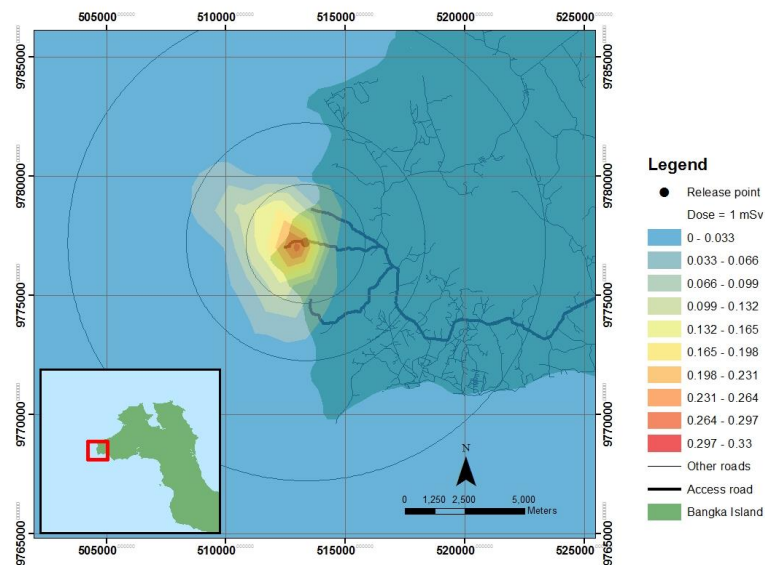 505000 510000 515000 520000 525000
9785000 9785000
9780000 9780000
9775000 9775000
9770000 9770000
9765000 9765000
N
0 1,250 2,500 5,000
Meters
505000 510000 515000 520000 525000
Legend
Release point
Dose = 1 mSv
0 - 0.033
0.033 - 0.066
0.066 - 0.099
0.099 - 0.132
0.132 - 0.165
0.165 - 0.198
0.198 - 0.231
0.231 - 0.264
0.264 - 0.297
0.297 - 0.33
Other roads
Access road
Bangka Island